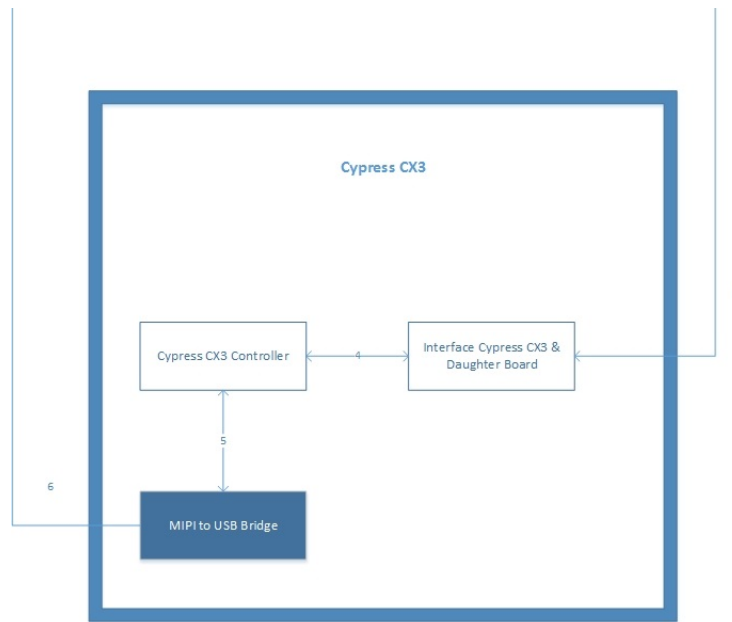 Cypress CX3
Cypress CX3 Controller
4
Interface Cypress CX3 &
Daughter Board
5
6
MIPI to USB Bridge